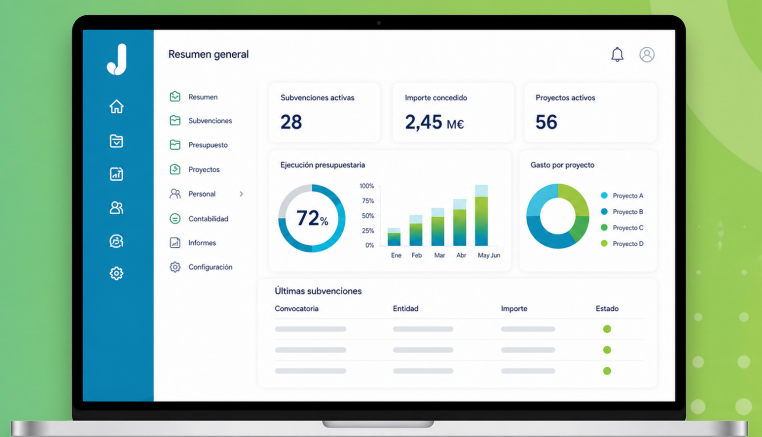 J
Resumen general
Resumen
Subvenciones
Presupuesto
Proyectos
Personal
Contabilidad
Informes
Configuración
Subvenciones activas
28
Importe concedido
2,45 M€
Proyectos activos
56
Ejecución presupuestaria
72%
100%
75%
50%
25%
0%
Ene Feb Mar Abr May Jun
Gasto por proyecto
Proyecto A
Proyecto B
Proyecto C
Proyecto D
Últimas subvenciones
Convocatoria Entidad Importe Estado